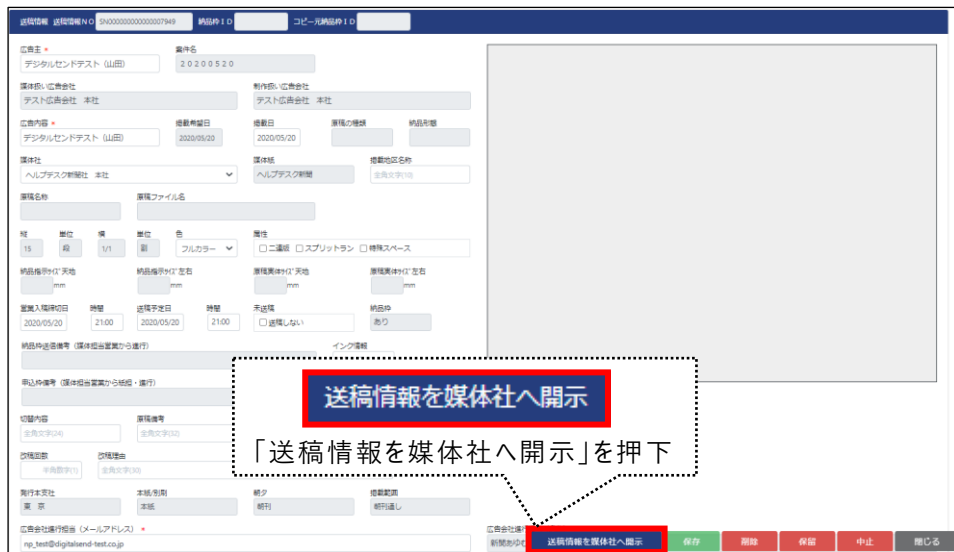 送稿情報 送稿情報NO SN00000000000007949 納品枠ID コピー元納品枠ID
広告主 * 案件名
デジタルセンドテスト（山田） 20200520
媒体扱い広告会社 制作扱い広告会社
テスト広告会社 本社 テスト広告会社 本社
広告内容 * 掲載希望日 掲載日 原稿の種類 納品形態
デジタルセンドテスト（山田） 2020/05/20 2020/05/20
媒体社 媒体紙 掲載地区名称
ヘルプデスク新聞社 本社 ヘルプデスク新聞 全角文字(10)
原稿名称 原稿ファイル名
縦 単位 横 単位 色 属性
15 段 1/1 割 フルカラー 二連版 スプリットラン 特殊スペース
納品指示ｻｲｽﾞ天地 納品指示ｻｲｽﾞ左右 原稿実体ｻｲｽﾞ天地 原稿実体ｻｲｽﾞ左右
mm mm mm mm
営業入稿締切日 時間 送稿予定日 時間 未送稿 納品枠
2020/05/20 21:00 2020/05/20 21:00 送稿しない あり
納品枠送信備考（媒体担当営業から進行） インク情報
申込枠備考（媒体担当営業から紙担・進行）
送稿情報を媒体社へ開示
「送稿情報を媒体社へ開示」を押下
切替内容 原稿備考
全角文字(24) 全角文字(32)
改稿回数 改稿理由
半角数字(1) 全角文字(30)
発行本支社 本紙/別刷 朝夕 掲載範囲
東 京 本紙 朝刊 朝刊通し
広告会社進行担当（メールアドレス） * 広告会社進行
np_test@digitalsend-test.co.jp 新聞あゆむ 送稿情報を媒体社へ開示 保存 削除 保留 中止 閉じる